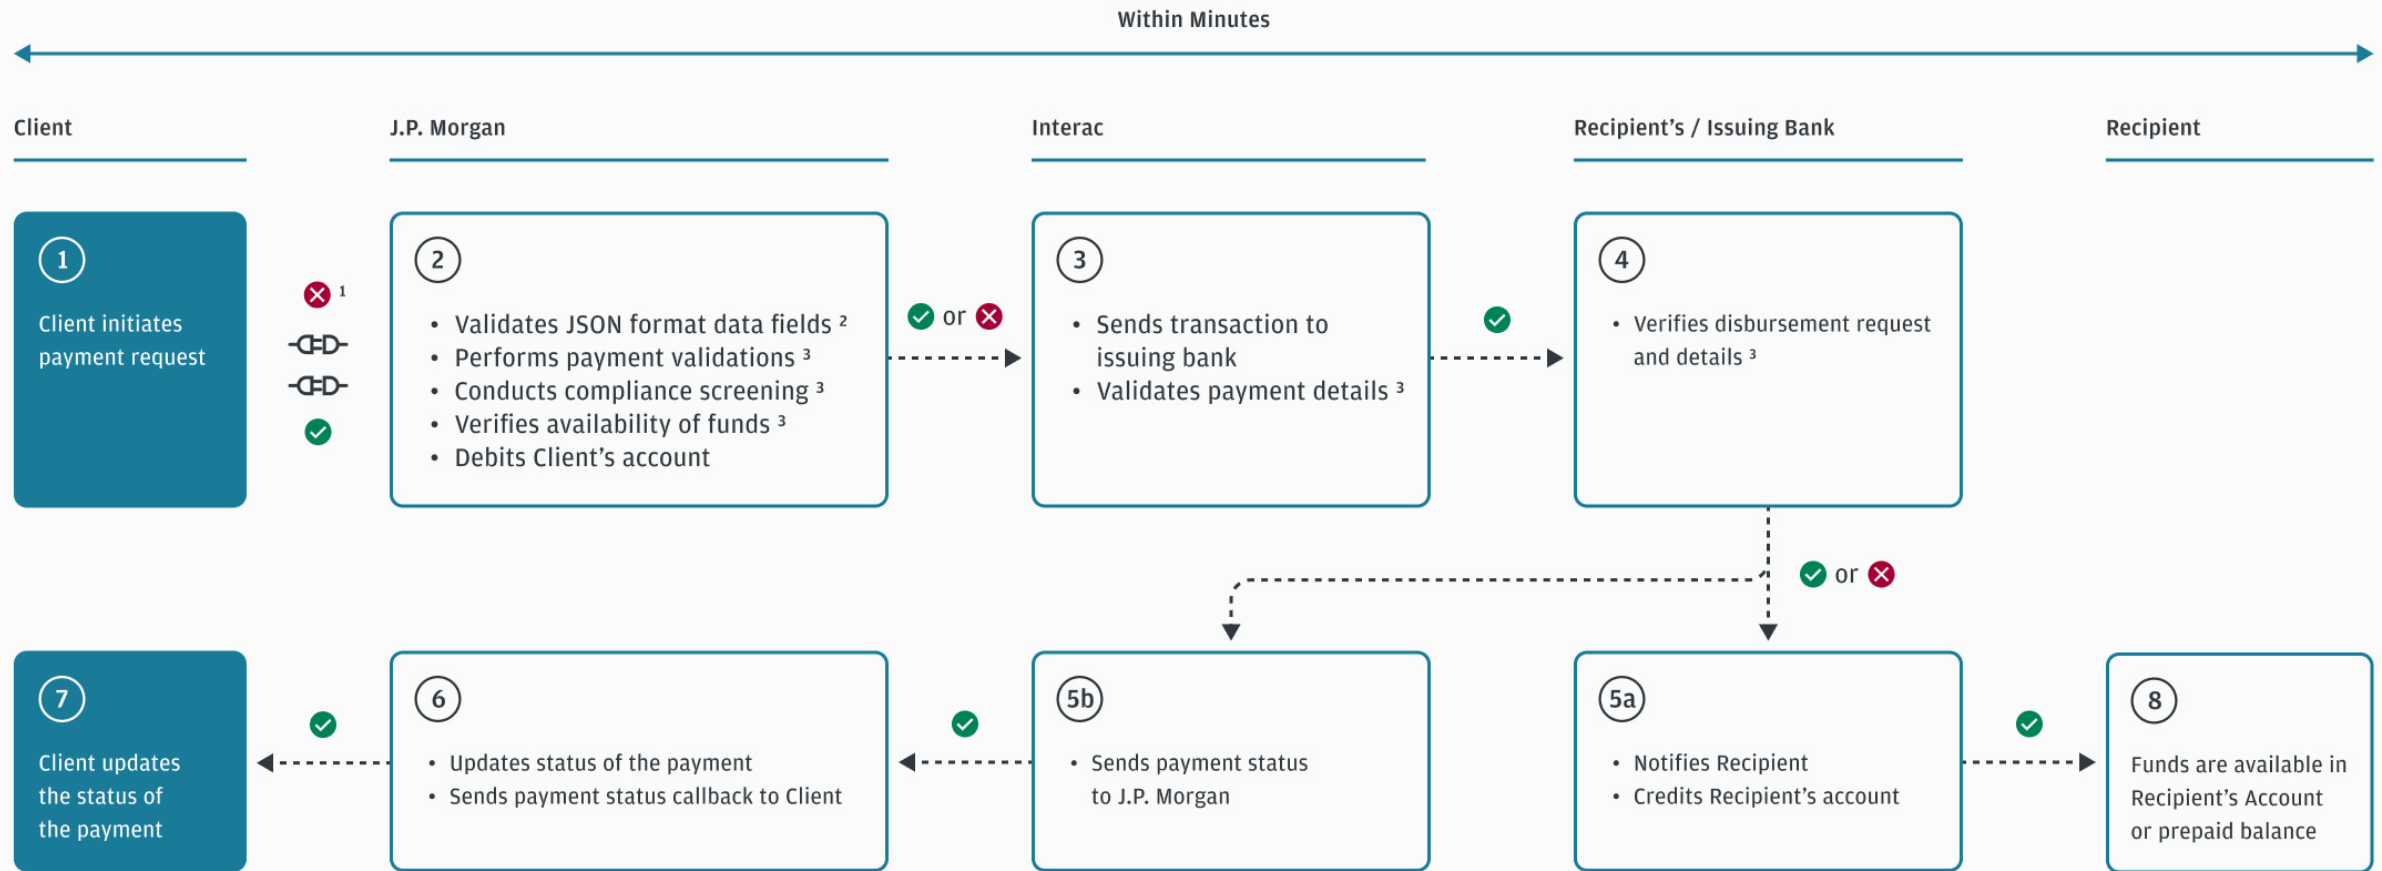 Within Minutes
Client
J.P. Morgan
Interac
Recipient's / Issuing Bank
Recipient
1
Client initiates
payment request
1
2
• Validates JSON format data fields 2
• Performs payment validations 3
• Conducts compliance screening 3
• Verifies availability of funds 3
• Debits Client's account
or
3
• Sends transaction to
issuing bank
• Validates payment details 3
4
• Verifies disbursement request
and details 3
or
7
Client updates
the status of
the payment
6
• Updates status of the payment
• Sends payment status callback to Client
5b
• Sends payment status
to J.P. Morgan
5a
• Notifies Recipient
• Credits Recipient's account
8
Funds are available in
Recipient's Account
or prepaid balance